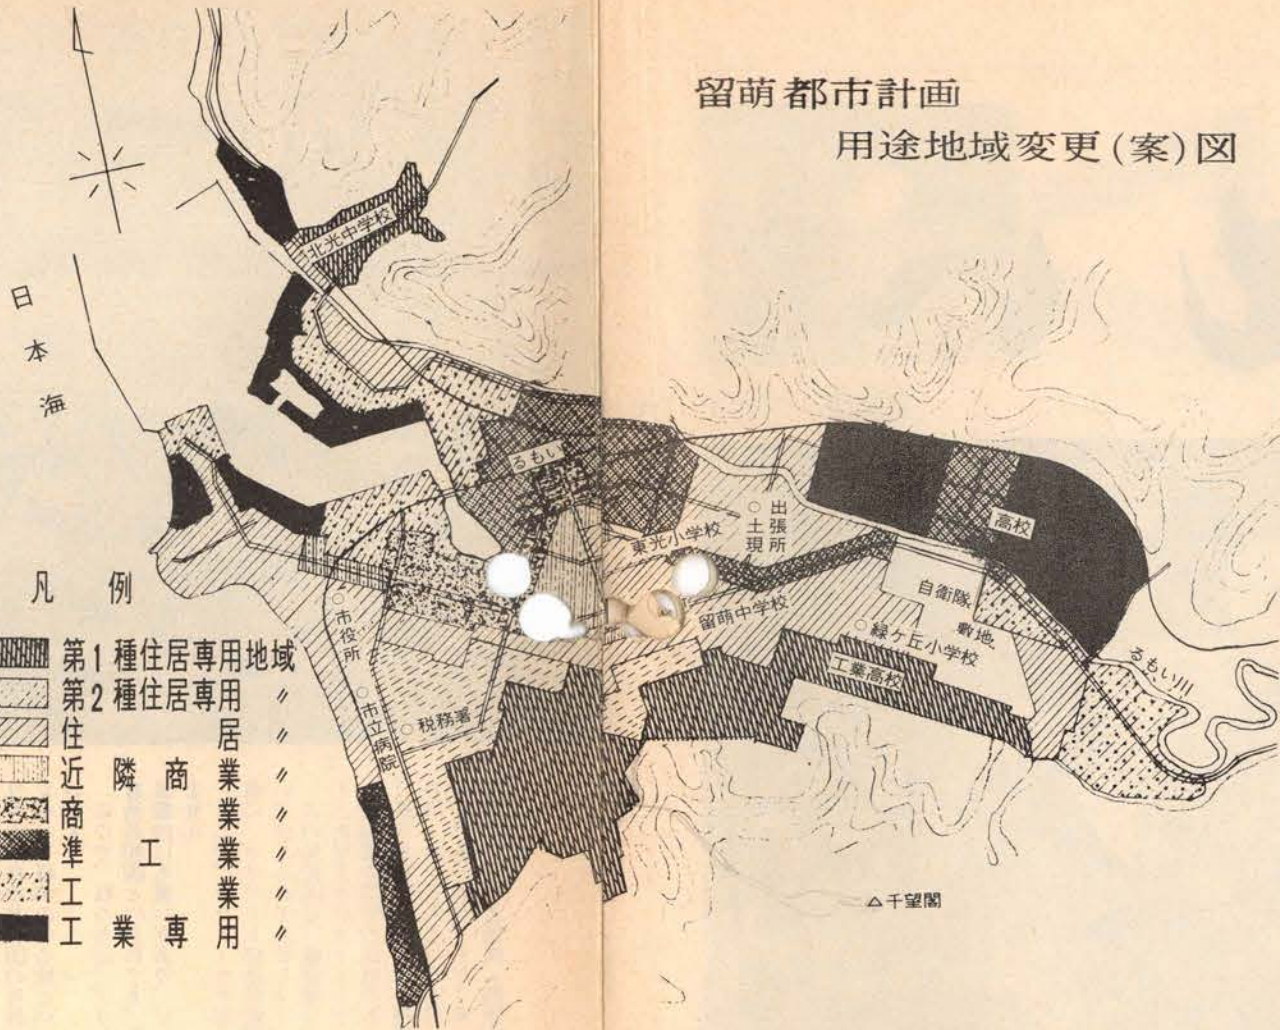 留萌都市計画
用途地域変更(案)図
日本海
北光中学校
るもい
東光小学校
○土現
出張所
高校
自衛隊
敷地
留萌中学校
○緑ケ丘小学校
工業高校
るもい川
○市役所
○市立病院
○税務署
△千望閣
凡例
第1種住居専用地域
第2種住居専用〃
住居〃
近隣商業〃
商業〃
準工業〃
工業〃
工業専用〃